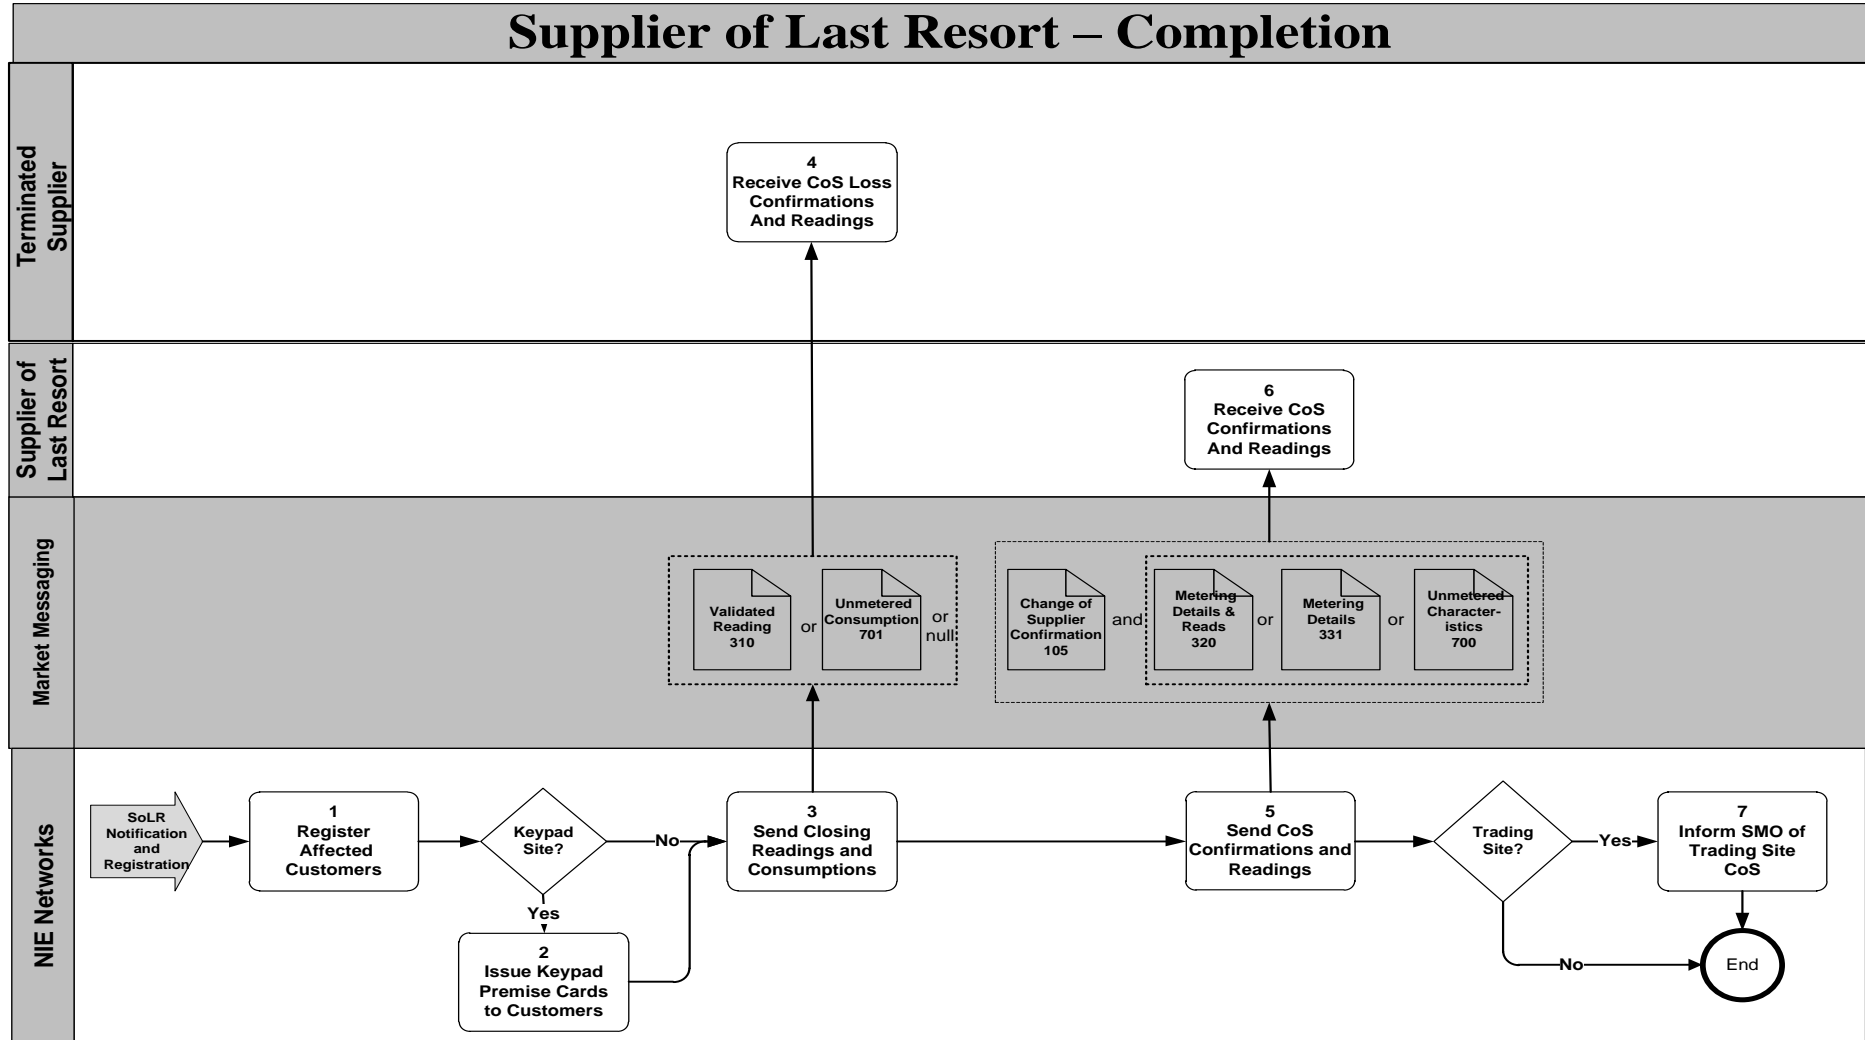 Supplier of Last Resort – Completion
Terminated
Supplier
4
Receive CoS Loss
Confirmations
And Readings
Supplier of
Last Resort
6
Receive CoS
Confirmations
And Readings
Market Messaging
Validated
Reading
310
or
Unmetered
Consumption
701
or
null
Change of
Supplier
Confirmation
105
and
Metering
Details &
Reads
320
or
Metering
Details
331
or
Unmetered
Character-
istics
700
NIE Networks
SoLR
Notification
and
Registration
1
Register
Affected
Customers
Keypad
Site?
No
Yes
2
Issue Keypad
Premise Cards
to Customers
3
Send Closing
Readings and
Consumptions
5
Send CoS
Confirmations and
Readings
Trading
Site?
Yes
No
7
Inform SMO of
Trading Site
CoS
End